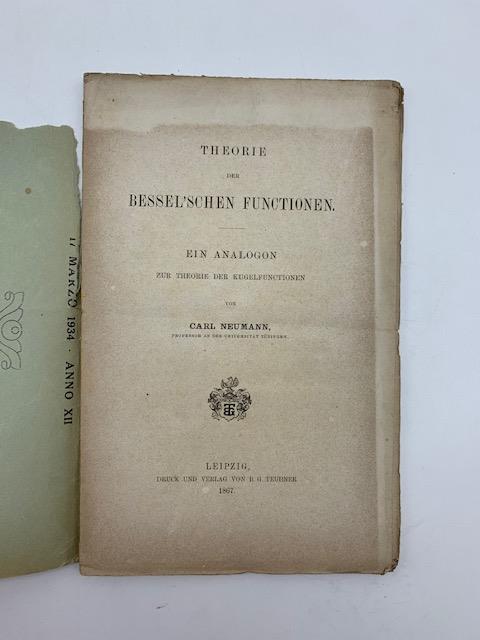 17 MARZO 1934 · ANNO XII
THEORIE
DER
BESSEL'SCHEN FUNCTIONEN.
EIN ANALOGON
ZUR THEORIE DER KUGELFUNCTIONEN
VON
CARL NEUMANN,
PROFESSOR AN DER UNIVERSITÄT TÜBINGEN.
LEIPZIG,
DRUCK UND VERLAG VON B. G. TEUBNER
1867.